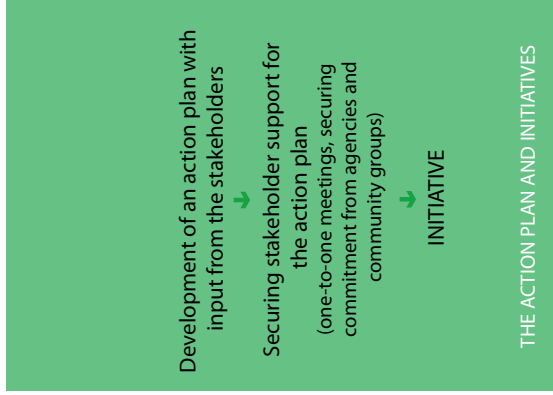 Development of an action plan with
input from the stakeholders
Securing stakeholder support for
the action plan
(one-to-one meetings, securing
commitment from agencies and
community groups)
INITIATIVE
THE ACTION PLAN AND INITIATIVES